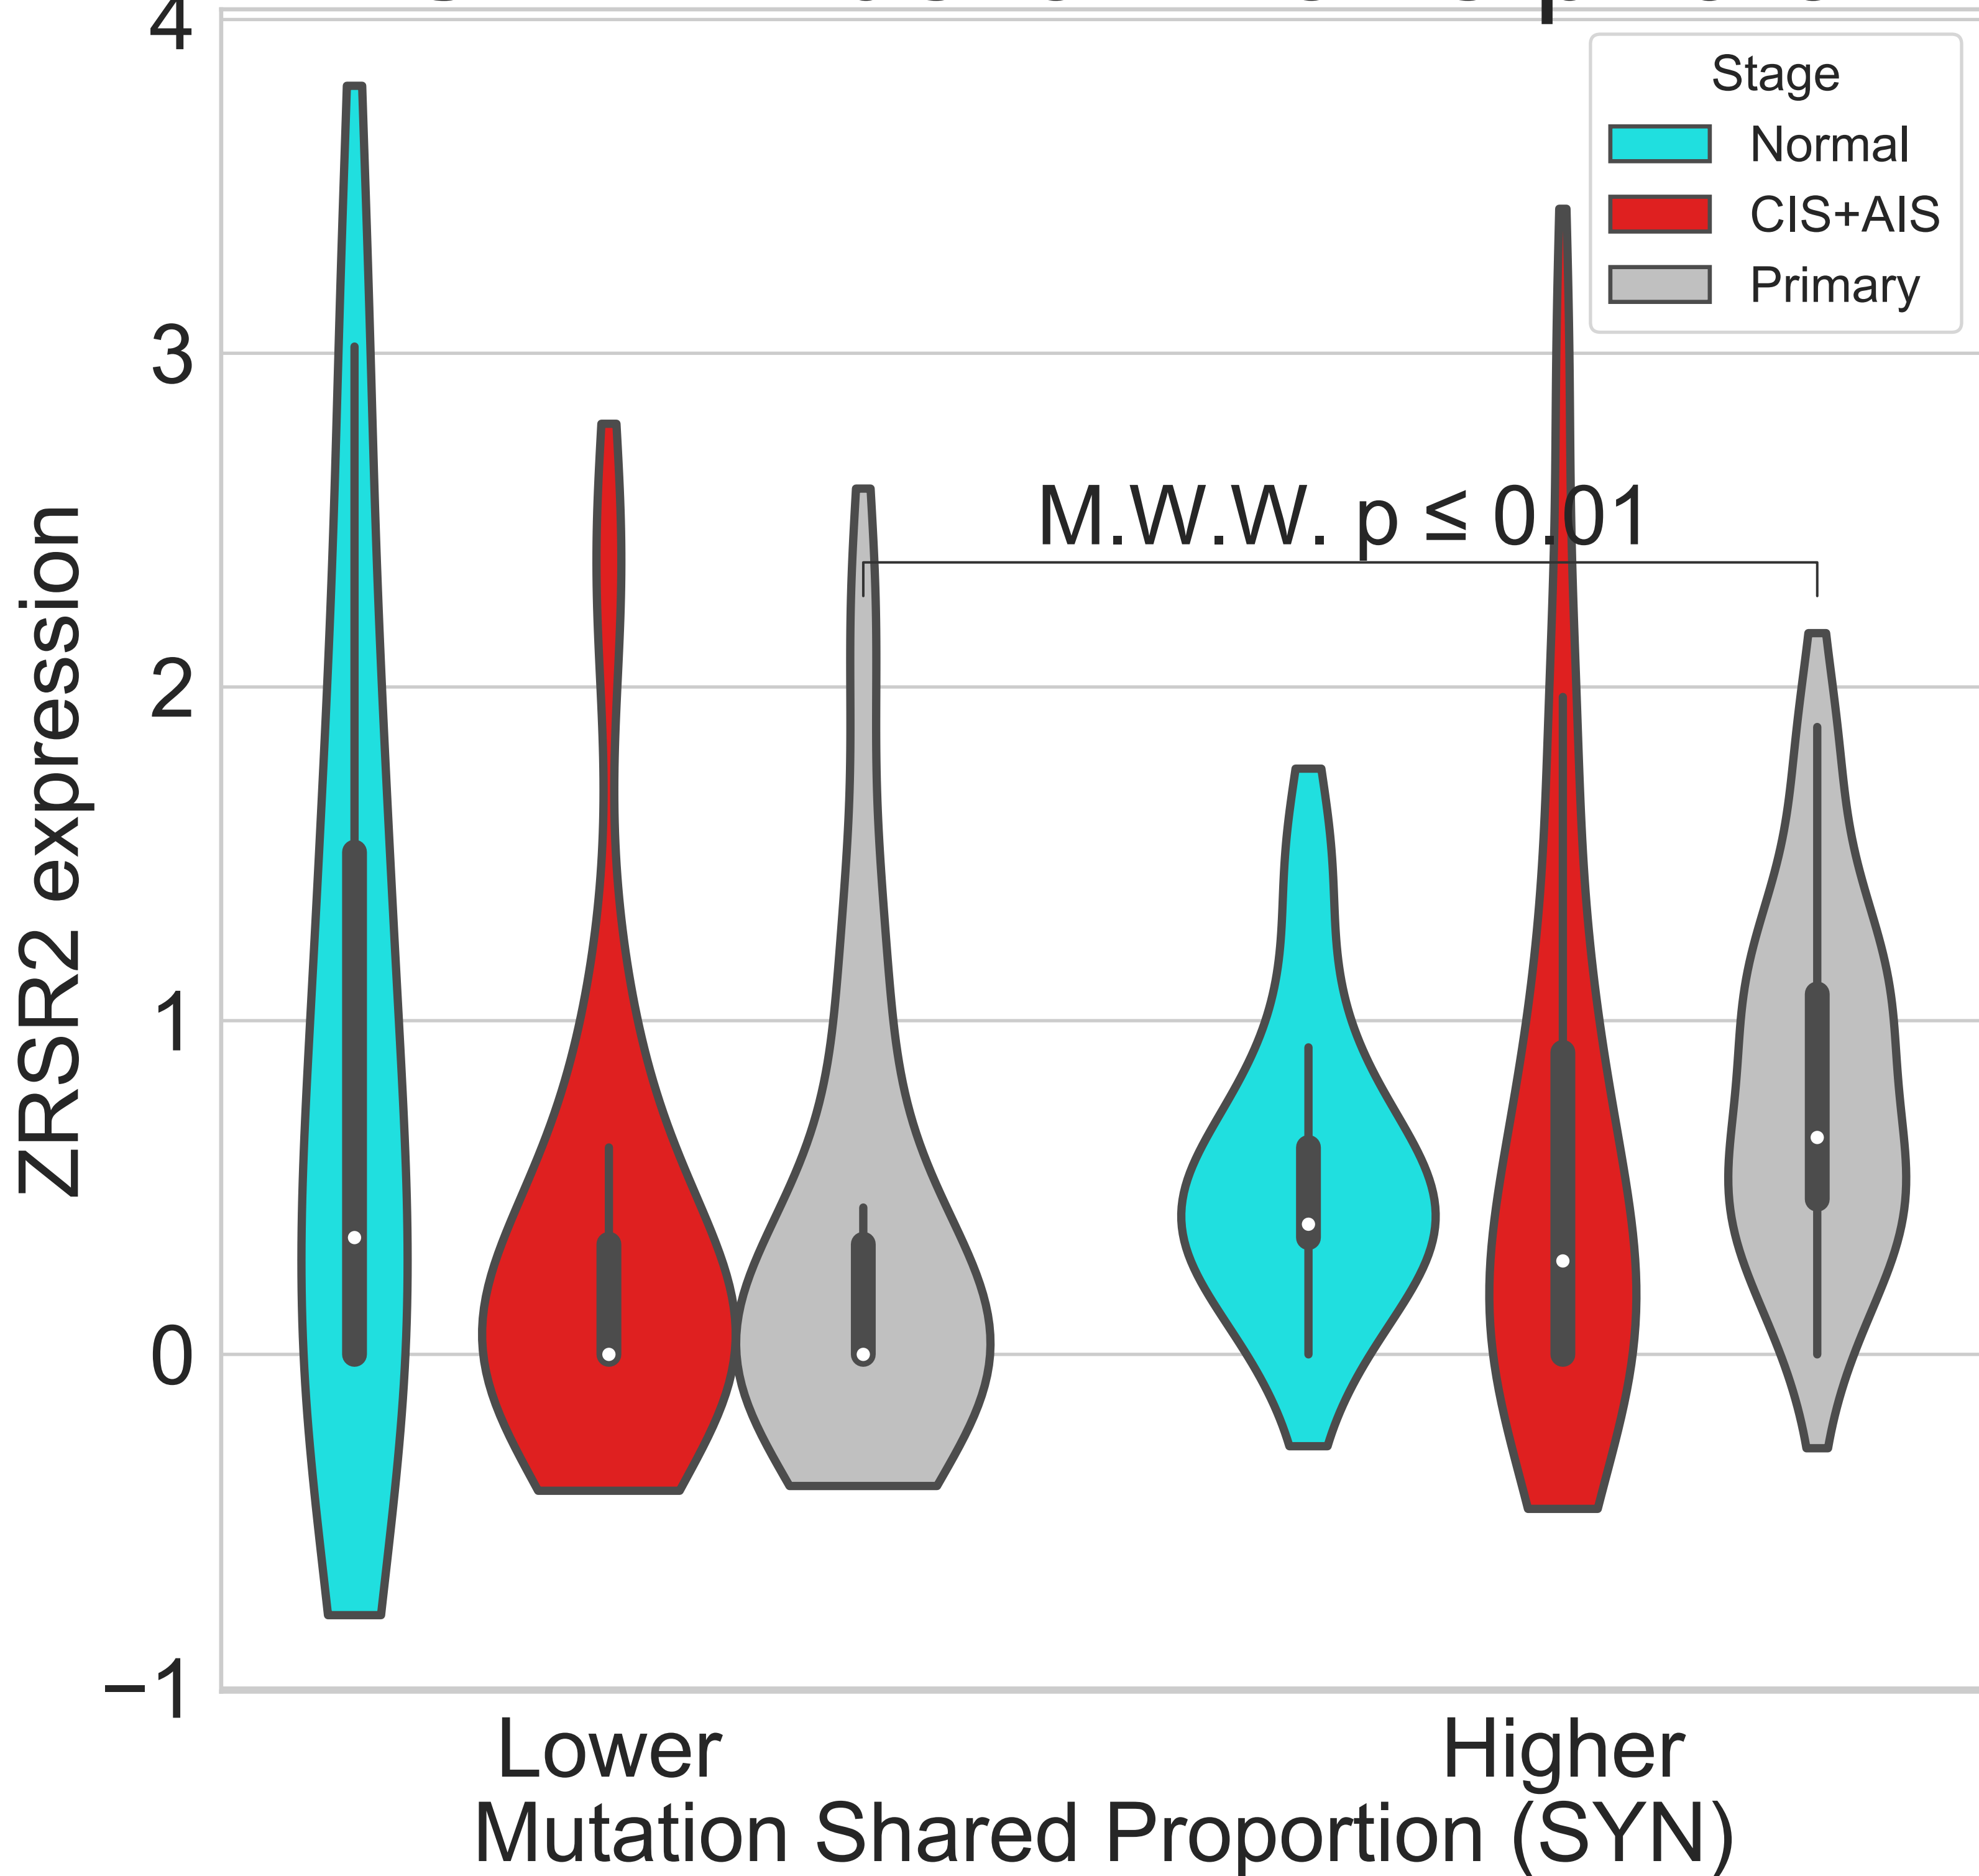 4
Stage
Normal
CIS+AIS
Primary
3
M.W.W. p ≤ 0.01
2
ZRSR2 expression
1
0
−1
Lower Higher
Mutation Shared Proportion (SYN)